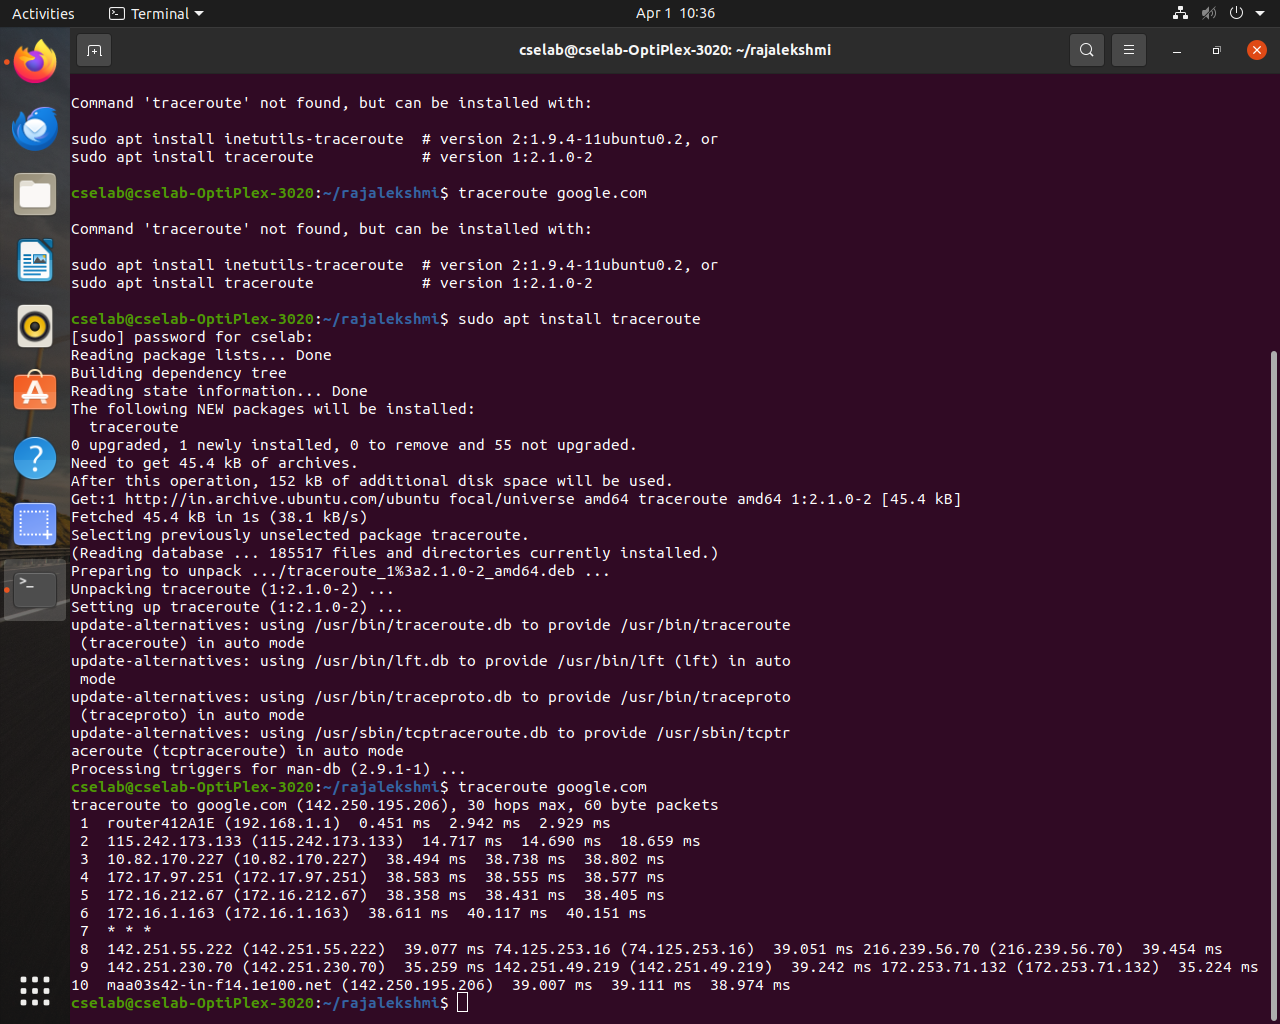 Activities
Terminal
Apr 1 10:36
cselab@cselab-OptiPlex-3020: ~/rajalekshmi
Command 'traceroute' not found, but can be installed with:
sudo apt install inetutils-traceroute  # version 2:1.9.4-11ubuntu0.2, or
sudo apt install traceroute            # version 1:2.1.0-2
cselab@cselab-OptiPlex-3020:~/rajalekshmi$ traceroute google.com
Command 'traceroute' not found, but can be installed with:
sudo apt install inetutils-traceroute  # version 2:1.9.4-11ubuntu0.2, or
sudo apt install traceroute            # version 1:2.1.0-2
cselab@cselab-OptiPlex-3020:~/rajalekshmi$ sudo apt install traceroute
[sudo] password for cselab:
Reading package lists... Done
Building dependency tree
Reading state information... Done
The following NEW packages will be installed:
  traceroute
0 upgraded, 1 newly installed, 0 to remove and 55 not upgraded.
Need to get 45.4 kB of archives.
After this operation, 152 kB of additional disk space will be used.
Get:1 http://in.archive.ubuntu.com/ubuntu focal/universe amd64 traceroute amd64 1:2.1.0-2 [45.4 kB]
Fetched 45.4 kB in 1s (38.1 kB/s)
Selecting previously unselected package traceroute.
(Reading database ... 185517 files and directories currently installed.)
Preparing to unpack .../traceroute_1%3a2.1.0-2_amd64.deb ...
Unpacking traceroute (1:2.1.0-2) ...
Setting up traceroute (1:2.1.0-2) ...
update-alternatives: using /usr/bin/traceroute.db to provide /usr/bin/traceroute
 (traceroute) in auto mode
update-alternatives: using /usr/bin/lft.db to provide /usr/bin/lft (lft) in auto
 mode
update-alternatives: using /usr/bin/traceproto.db to provide /usr/bin/traceproto
 (traceproto) in auto mode
update-alternatives: using /usr/sbin/tcptraceroute.db to provide /usr/sbin/tcptr
aceroute (tcptraceroute) in auto mode
Processing triggers for man-db (2.9.1-1) ...
cselab@cselab-OptiPlex-3020:~/rajalekshmi$ traceroute google.com
traceroute to google.com (142.250.195.206), 30 hops max, 60 byte packets
 1  router412A1E (192.168.1.1)  0.451 ms  2.942 ms  2.929 ms
 2  115.242.173.133 (115.242.173.133)  14.717 ms  14.690 ms  18.659 ms
 3  10.82.170.227 (10.82.170.227)  38.494 ms  38.738 ms  38.802 ms
 4  172.17.97.251 (172.17.97.251)  38.583 ms  38.555 ms  38.577 ms
 5  172.16.212.67 (172.16.212.67)  38.358 ms  38.431 ms  38.405 ms
 6  172.16.1.163 (172.16.1.163)  38.611 ms  40.117 ms  40.151 ms
 7  * * *
 8  142.251.55.222 (142.251.55.222)  39.077 ms 74.125.253.16 (74.125.253.16)  39.051 ms 216.239.56.70 (216.239.56.70)  39.454 ms
 9  142.251.230.70 (142.251.230.70)  35.259 ms 142.251.49.219 (142.251.49.219)  39.242 ms 172.253.71.132 (172.253.71.132)  35.224 ms
10  maa03s42-in-f14.1e100.net (142.250.195.206)  39.007 ms  39.111 ms  38.974 ms
cselab@cselab-OptiPlex-3020:~/rajalekshmi$